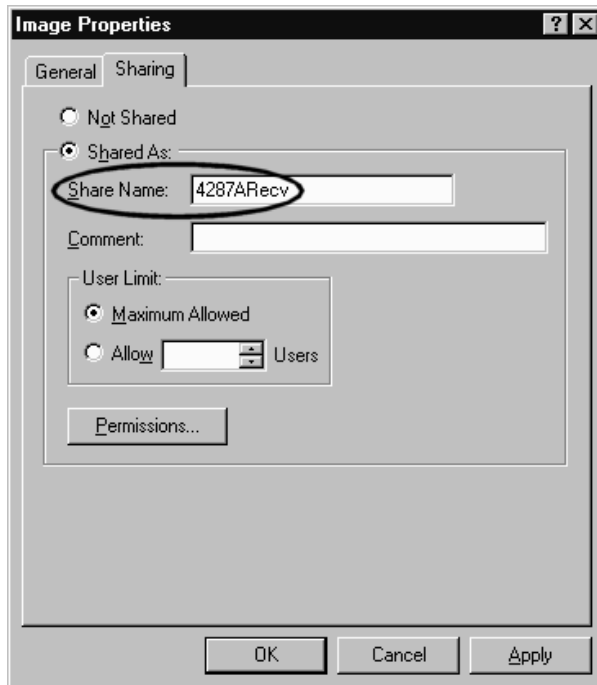 Image Properties
General Sharing
Not Shared
Shared As:
Share Name: 4287ARecv
Comment:
User Limit:
Maximum Allowed
Allow Users
Permissions...
OK Cancel Apply